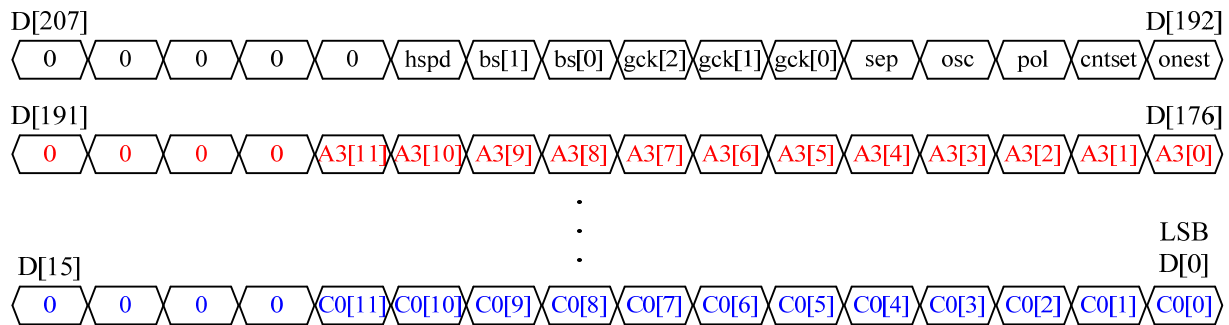 D[207] D[192]
0 0 0 0 0 hspd bs[1] bs[0] gck[2] gck[1] gck[0] sep osc pol cntset onest
D[191] D[176]
0 0 0 0 A3[11] A3[10] A3[9] A3[8] A3[7] A3[6] A3[5] A3[4] A3[3] A3[2] A3[1] A3[0]
LSB
D[15] D[0]
0 0 0 0 C0[11] C0[10] C0[9] C0[8] C0[7] C0[6] C0[5] C0[4] C0[3] C0[2] C0[1] C0[0]